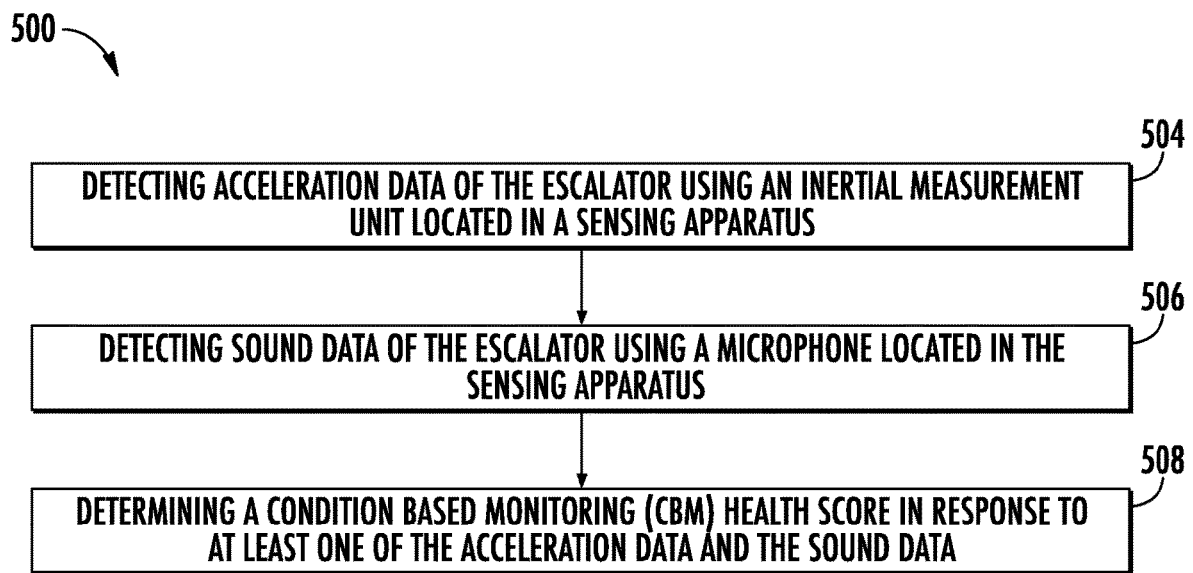 500
504
DETECTING ACCELERATION DATA OF THE ESCALATOR USING AN INERTIAL MEASUREMENT
UNIT LOCATED IN A SENSING APPARATUS
506
DETECTING SOUND DATA OF THE ESCALATOR USING A MICROPHONE LOCATED IN THE
SENSING APPARATUS
508
DETERMINING A CONDITION BASED MONITORING (CBM) HEALTH SCORE IN RESPONSE TO
AT LEAST ONE OF THE ACCELERATION DATA AND THE SOUND DATA